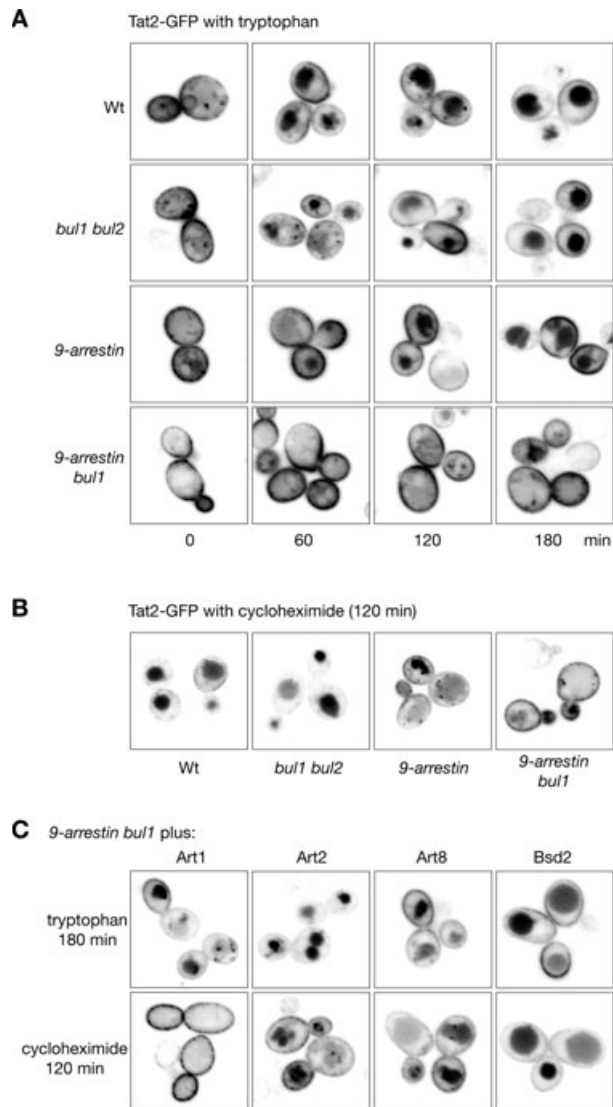 A Tat2-GFP with tryptophan
Wt
bul1 bul2
9-arrestin
9-arrestin
bul1
0 60 120 180 min
B Tat2-GFP with cycloheximide (120 min)
Wt bul1 bul2 9-arrestin 9-arrestin
bul1
C 9-arrestin bul1 plus:
Art1 Art2 Art8 Bsd2
tryptophan
180 min
cycloheximide
120 min